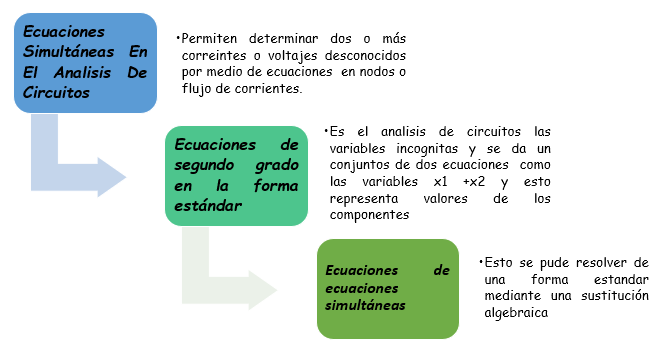 Ecuaciones
Simultáneas En
El Analisis De
Circuitos
•Permiten determinar dos o más
correintes o voltajes desconocidos
por medio de ecuaciones en nodos o
flujo de corrientes.
Ecuaciones de
segundo grado
en la forma
estándar
•Es el analisis de circuitos las
variables incognitas y se da un
conjuntos de dos ecuaciones como
las variables x1 +x2 y esto
representa valores de los
componentes
Ecuaciones de
ecuaciones
simultáneas
•Esto se pude resolver de
una forma estandar
mediante una sustitución
algebraica